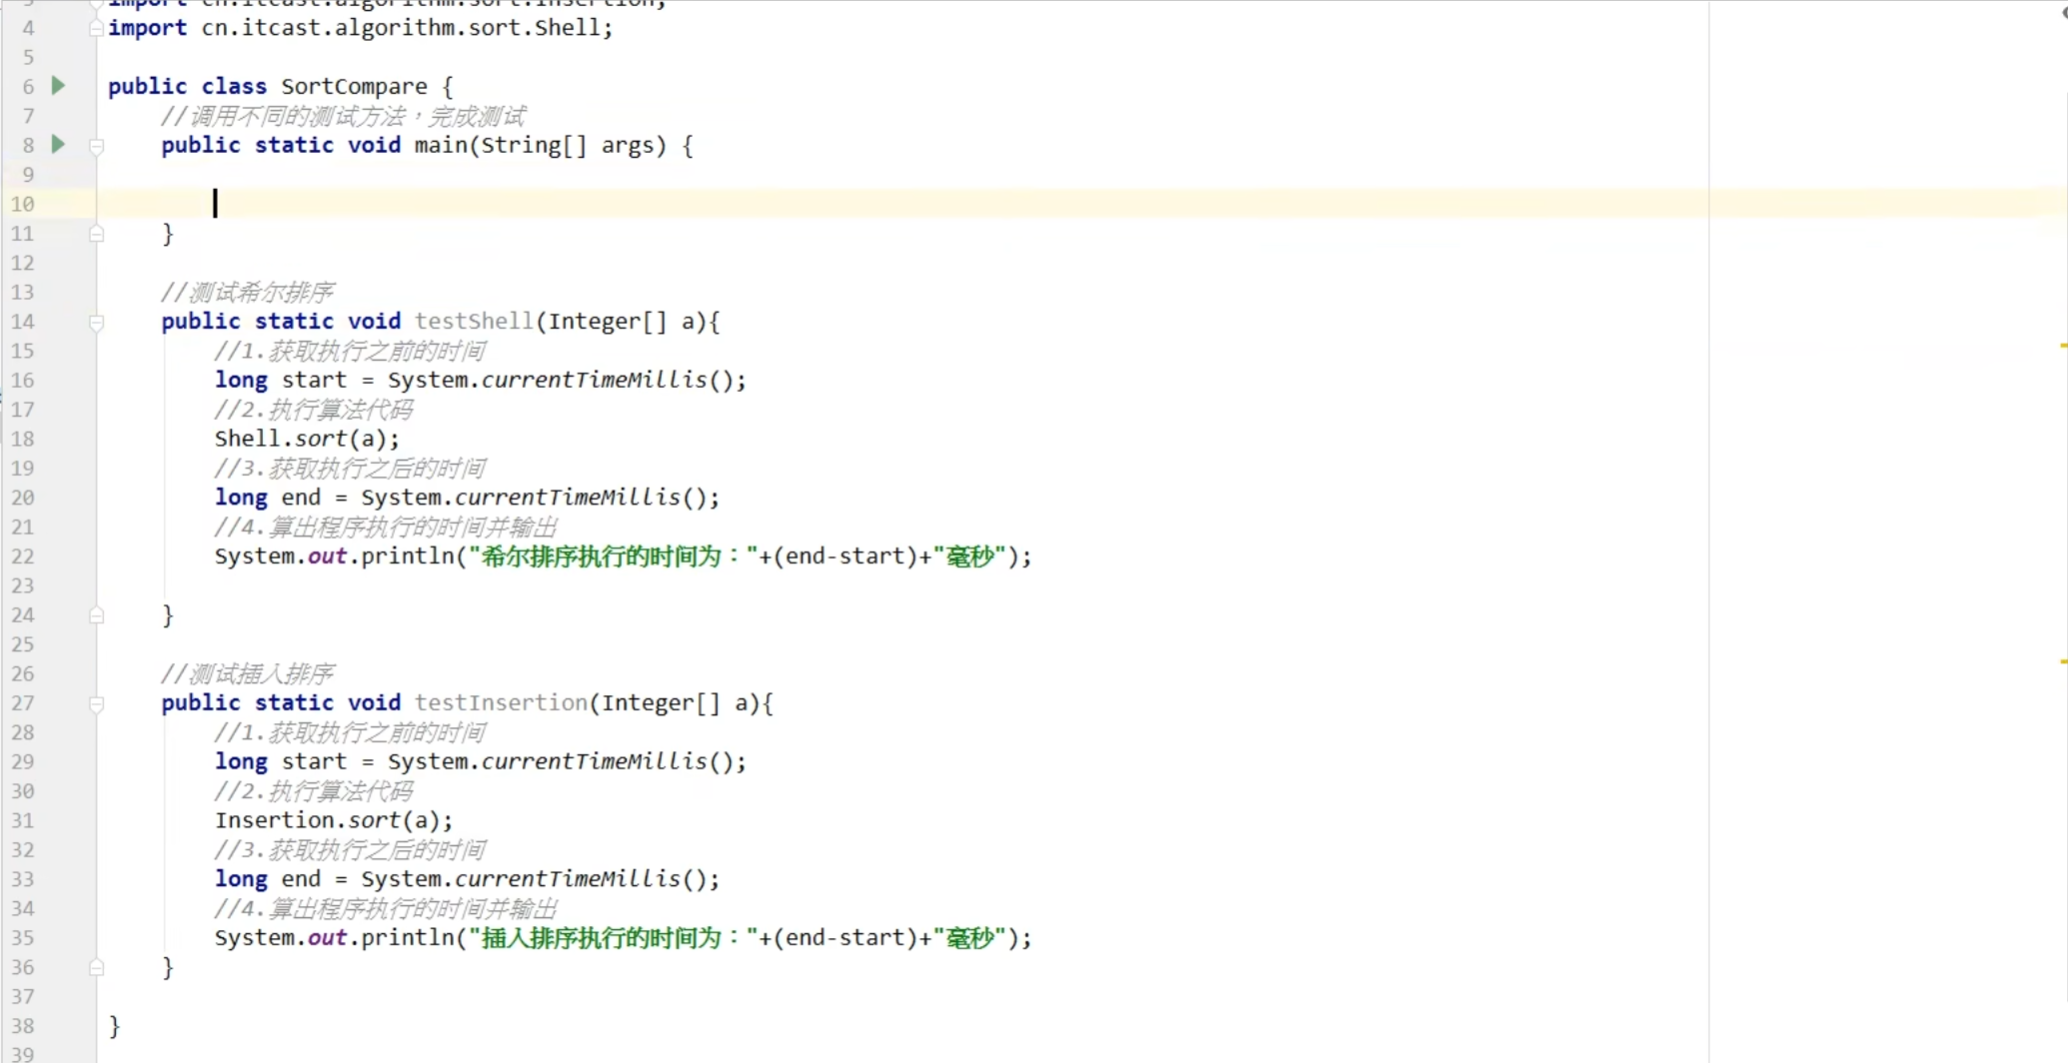 import cn.itcast.algorithm.sort.Insertion;
4 import cn.itcast.algorithm.sort.Shell;
5
6 public class SortCompare {
7 //调用不同的测试方法，完成测试
8 public static void main(String[] args) {
9
10
11 }
12
13 //测试希尔排序
14 public static void testShell(Integer[] a){
15 //1.获取执行之前的时间
16 long start = System.currentTimeMillis();
17 //2.执行算法代码
18 Shell.sort(a);
19 //3.获取执行之后的时间
20 long end = System.currentTimeMillis();
21 //4.算出程序执行的时间并输出
22 System.out.println("希尔排序执行的时间为："+(end-start)+"毫秒");
23
24 }
25
26 //测试插入排序
27 public static void testInsertion(Integer[] a){
28 //1.获取执行之前的时间
29 long start = System.currentTimeMillis();
30 //2.执行算法代码
31 Insertion.sort(a);
32 //3.获取执行之后的时间
33 long end = System.currentTimeMillis();
34 //4.算出程序执行的时间并输出
35 System.out.println("插入排序执行的时间为："+(end-start)+"毫秒");
36 }
37
38 }
39